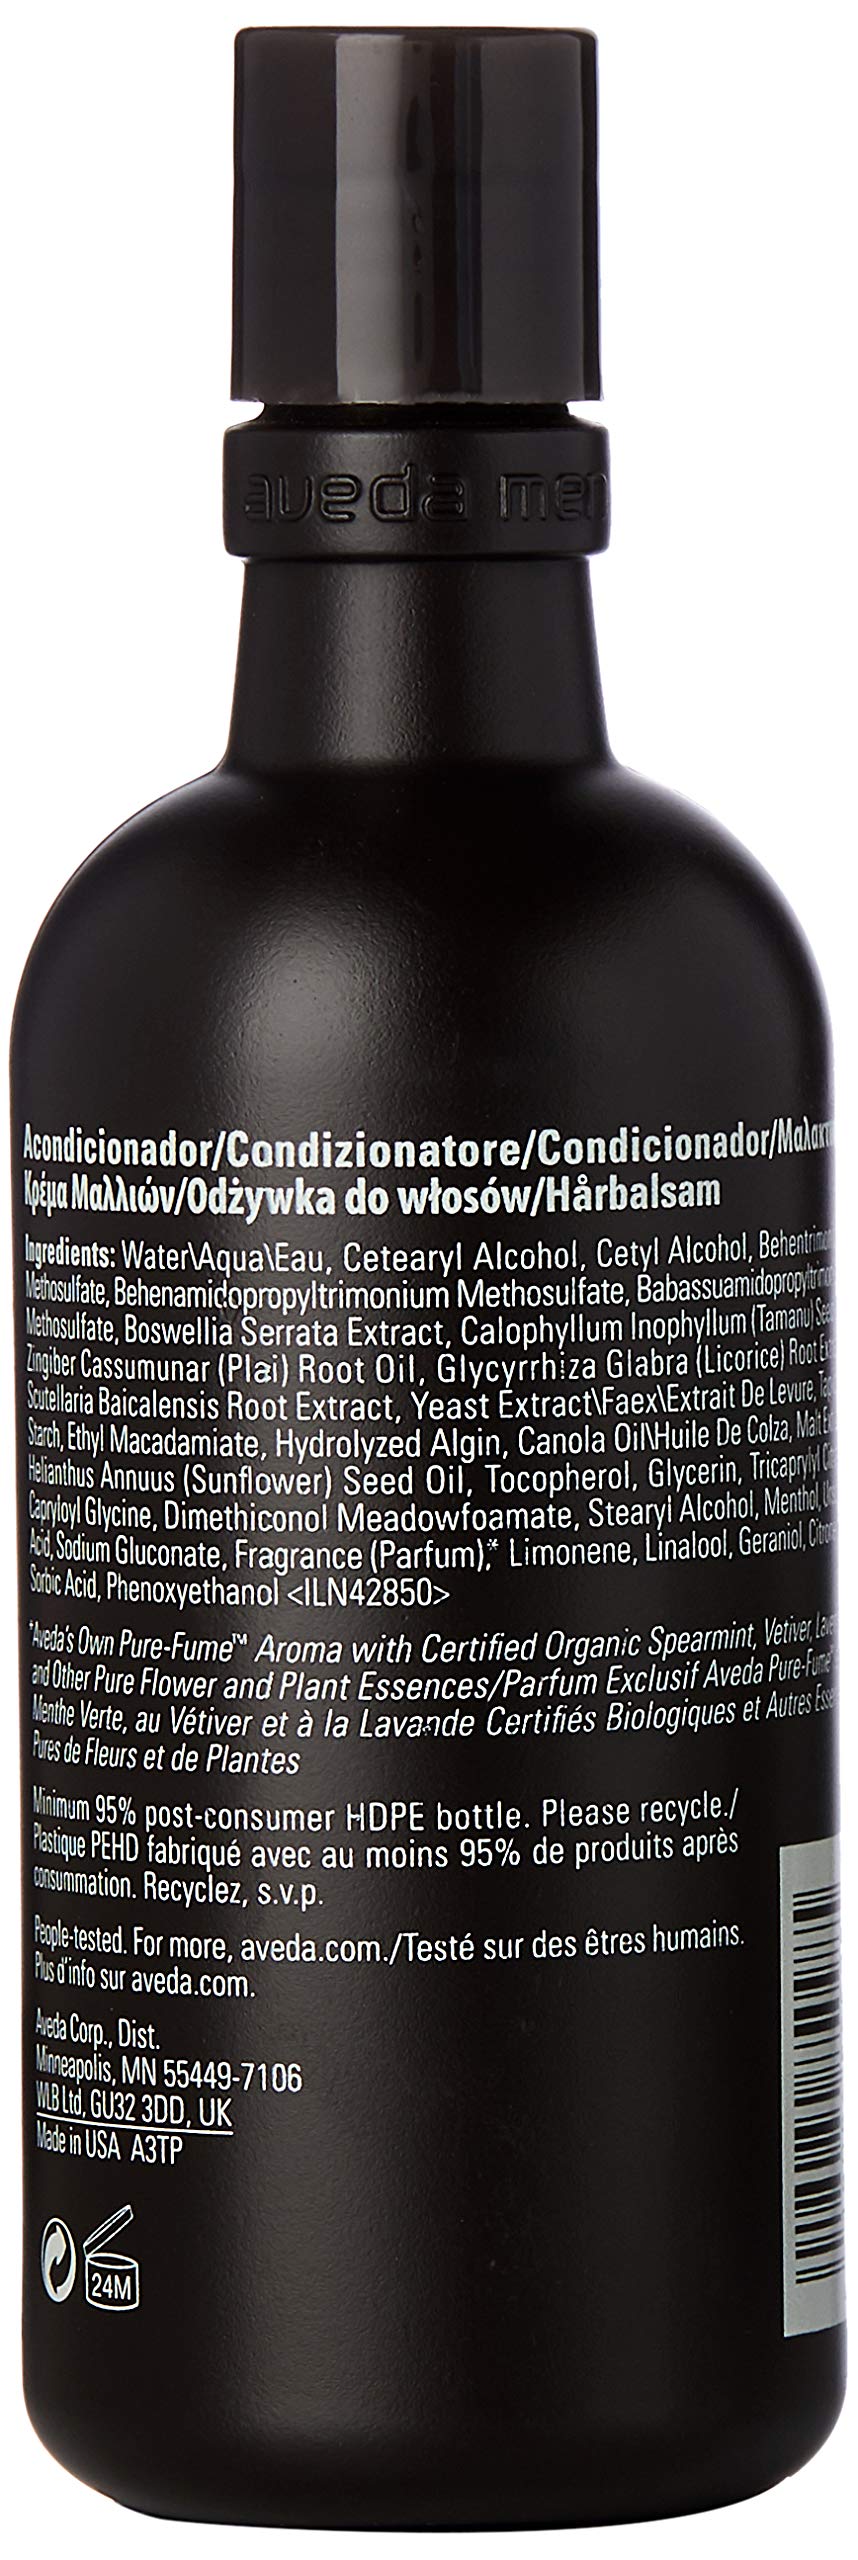 aveda men
Acondicionador/Condizionatore/Condicionador/
Κρέμα Μαλλιών/Odżywka do włosów/Hårbalsam
Ingredients: Water\Aqua\Eau, Cetearyl Alcohol, Cetyl Alcohol,
Methosulfate, Behenamidopropyltrimonium Methosulfate,
Methosulfate, Boswellia Serrata Extract, Calophyllum Inophyllum (Tamanu)
Zingiber Cassumunar (Plai) Root Oil, Glycyrrhiza Glabra (Licorice) Root
Scutellaria Baicalensis Root Extract, Yeast Extract\Faex\Extrait De Levure,
Starch, Ethyl Macadamiate, Hydrolyzed Algin, Canola Oil\Huile De Colza, Malt
Helianthus Annuus (Sunflower) Seed Oil, Tocopherol, Glycerin, Tricaprylyl
Capryloyl Glycine, Dimethiconol Meadowfoamate, Stearyl Alcohol, Menthol,
Acid, Sodium Gluconate, Fragrance (Parfum),* Limonene, Linalool, Geraniol,
Sorbic Acid, Phenoxyethanol <ILN42850>
*Aveda's Own Pure-Fume™ Aroma with Certified Organic Spearmint, Vetiver,
and Other Pure Flower and Plant Essences/Parfum Exclusif Aveda Pure-Fume™
Menthe Verte, au Vétiver et à la Lavande Certifiés Biologiques et Autres
Pures de Fleurs et de Plantes
Minimum 95% post-consumer HDPE bottle. Please recycle./
Plastique PEHD fabriqué avec au moins 95% de produits après
consummation. Recyclez, s.v.p.
People-tested. For more, aveda.com./Testé sur des êtres humains.
Plus d'info sur aveda.com.
Aveda Corp., Dist.
Minneapolis, MN 55449-7106
WLB Ltd, GU32 3DD, UK
Made in USA A3TP
24M